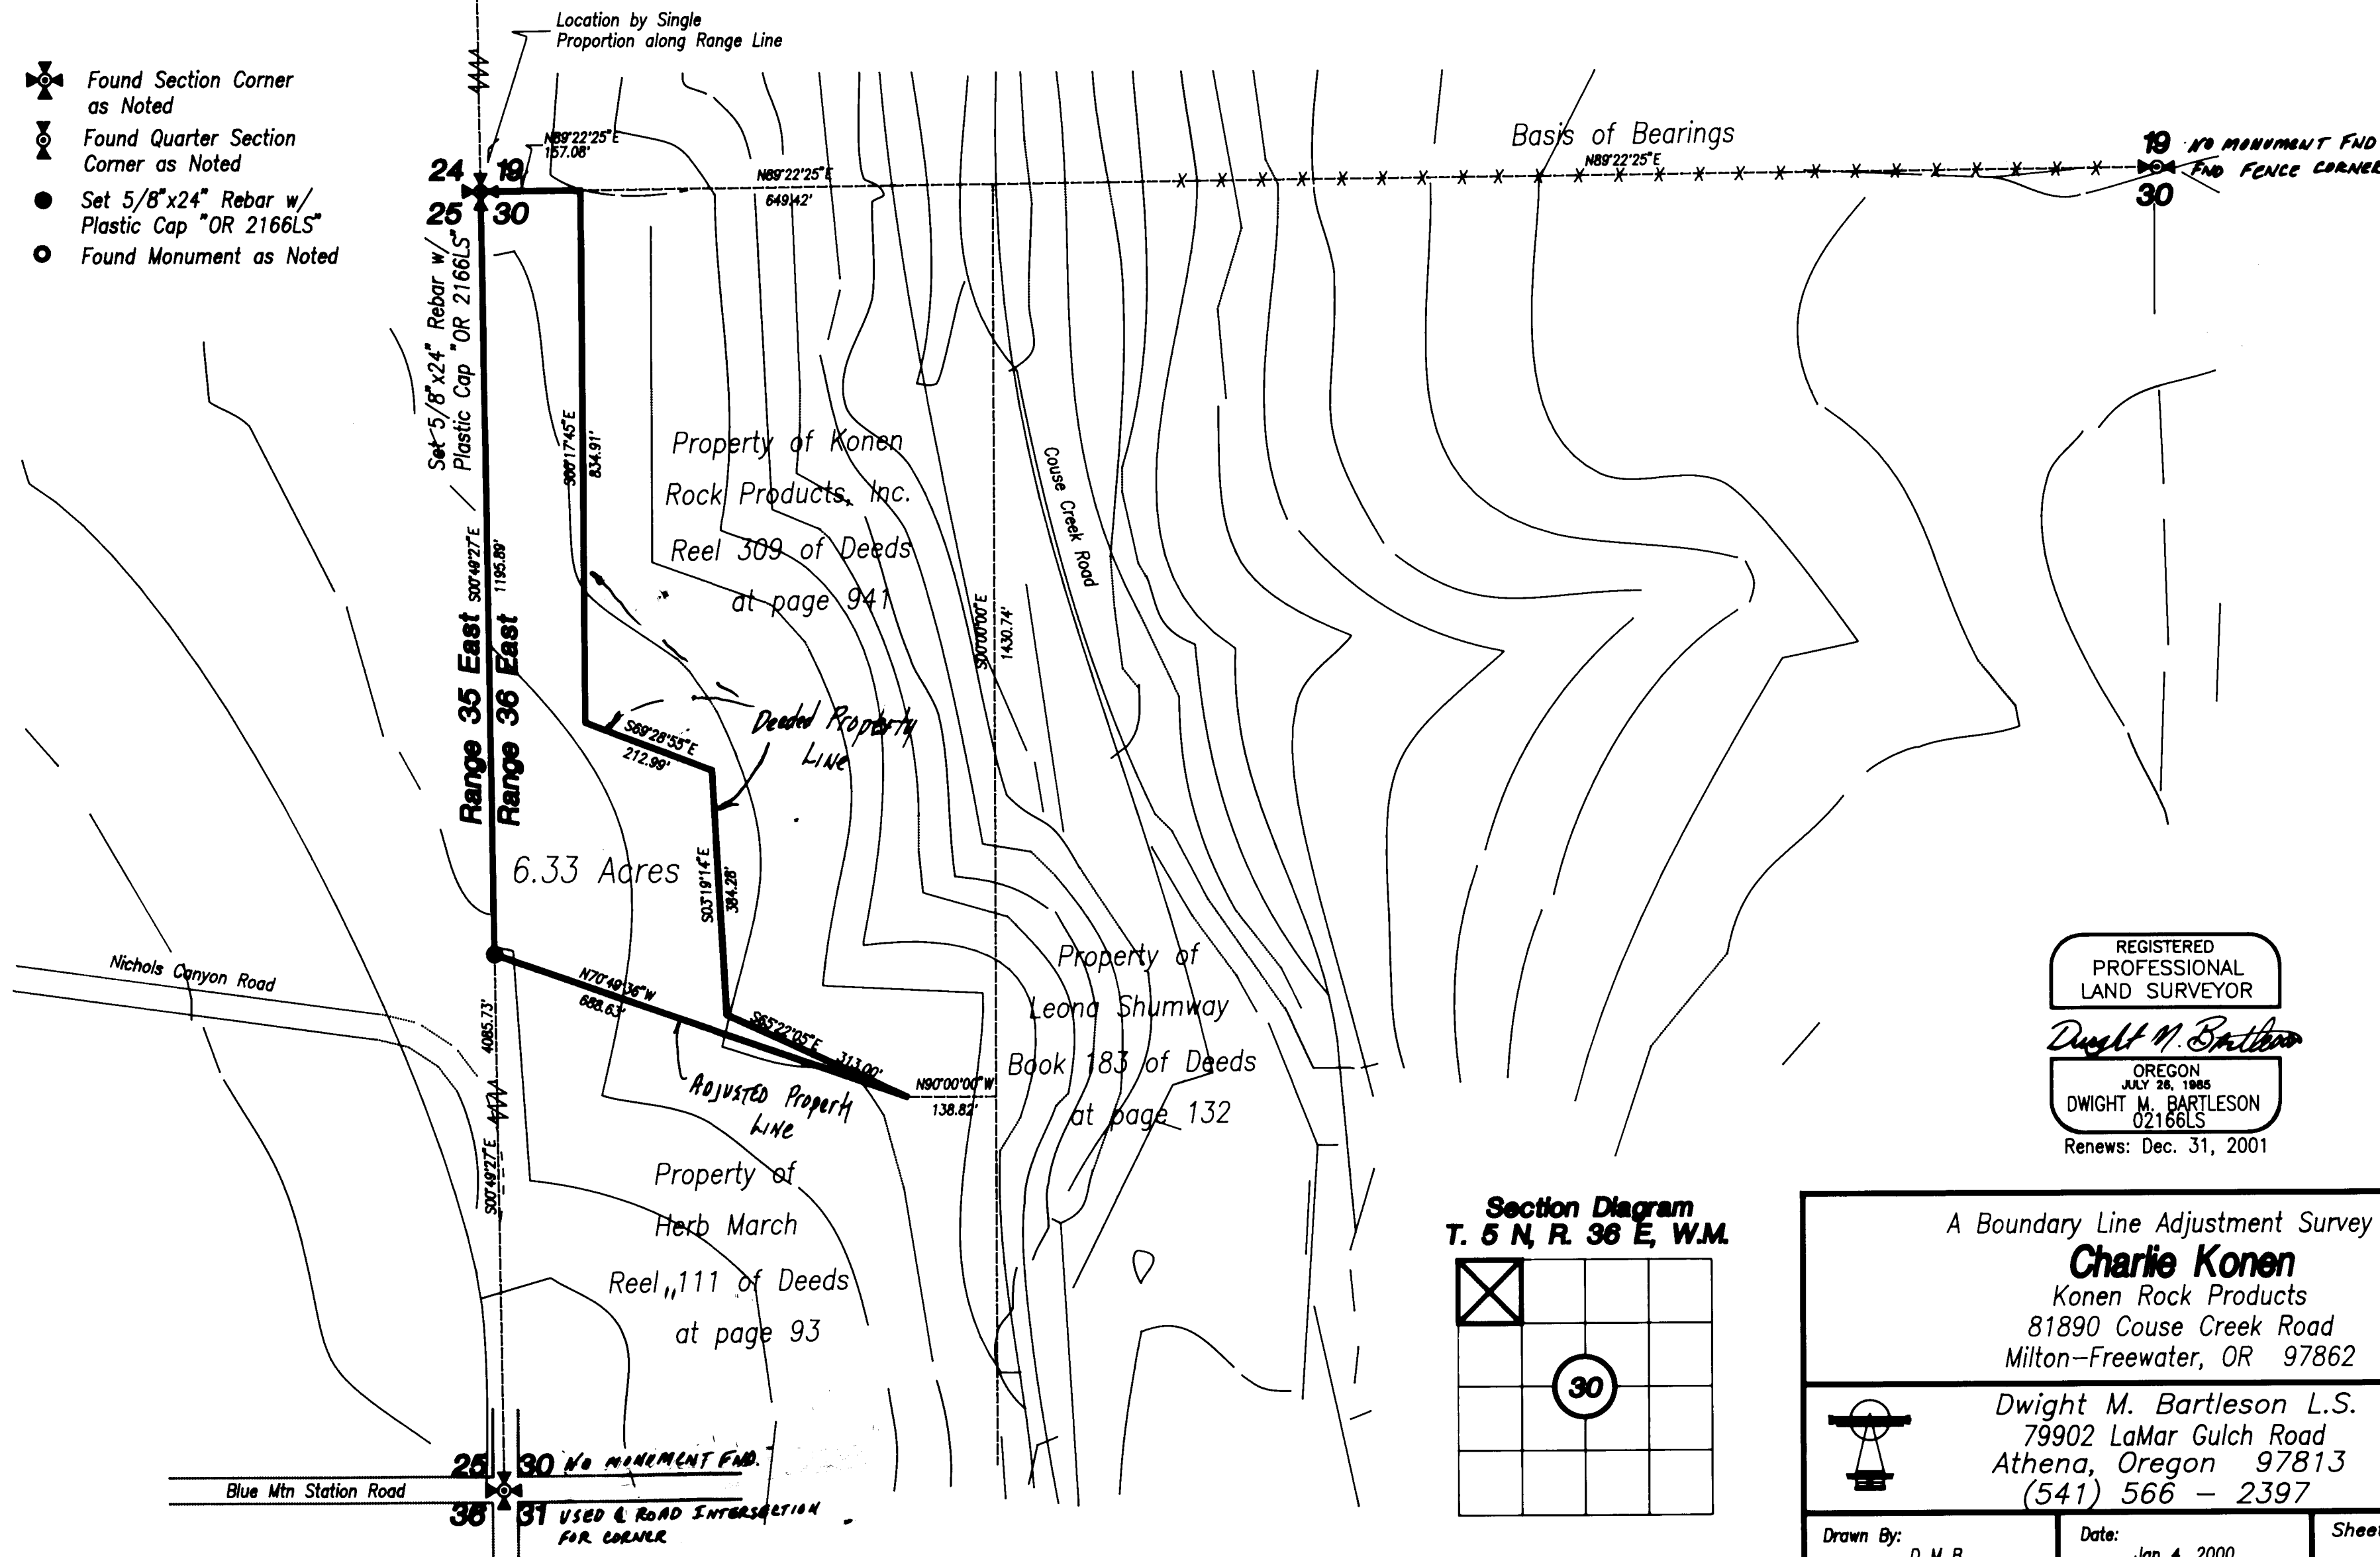 Location by Single
Proportion along Range Line
Found Section Corner
as Noted
Found Quarter Section
Corner as Noted
Set 5/8"x24" Rebar w/
Plastic Cap "OR 2166LS"
Found Monument as Noted
24 19
25 30
N89°22'25"E
157.08'
N89°22'25"E
649.42'
Basis of Bearings
N89°22'25"E
19 NO MONUMENT FND
FND FENCE CORNER
30
Set 5/8"x24" Rebar w/
Plastic Cap "OR 2166LS"
S00°17'45"E
834.91'
Property of Konen
Rock Products, Inc.
Reel 309 of Deeds
at page 941
Couse Creek Road
S00°49'27"E
1195.89'
Range 35 East
Range 36 East
S00°00'00"E
1430.74'
S69°28'55"E
212.99'
Deeded Property
Line
6.33 Acres
S03°19'14"E
384.28'
Nichols Canyon Road
N70°49'36"W
688.63'
S65°22'05"E
313.00'
N90°00'00"W
138.82'
Adjusted Property
Line
Property of
Leona Shumway
Book 183 of Deeds
at page 132
4085.73'
S00°49'27"E
Property of
Herb March
Reel 111 of Deeds
at page 93
25 30 NO MONUMENT FND.
Blue Mtn Station Road
36 31 USED ℄ ROAD INTERSECTION
FOR CORNER
REGISTERED
PROFESSIONAL
LAND SURVEYOR
Dwight M. Bartleson
OREGON
JULY 26, 1985
DWIGHT M. BARTLESON
02166LS
Renews: Dec. 31, 2001
Section Diagram
T. 5 N, R. 36 E, W.M.
30
A Boundary Line Adjustment Survey
Charlie Konen
Konen Rock Products
81890 Couse Creek Road
Milton-Freewater, OR 97862
Dwight M. Bartleson L.S.
79902 LaMar Gulch Road
Athena, Oregon 97813
(541) 566 - 2397
Drawn By:
D.M.B.
Date:
Jan 4, 2000
Sheet